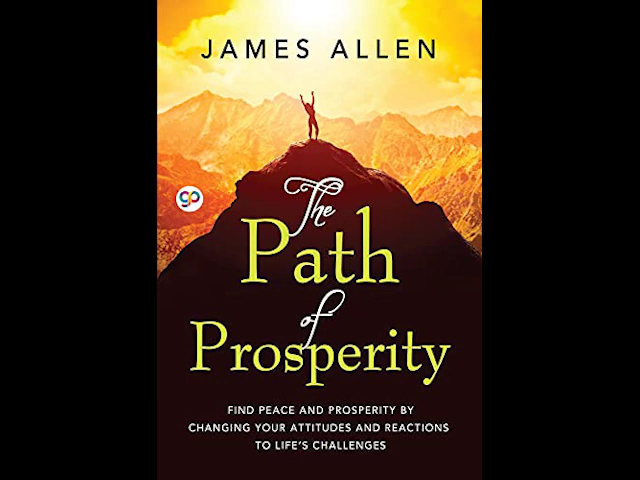 JAMES ALLEN
gp
The
Path
of
Prosperity
FIND PEACE AND PROSPERITY BY
CHANGING YOUR ATTITUDES AND REACTIONS
TO LIFE'S CHALLENGES